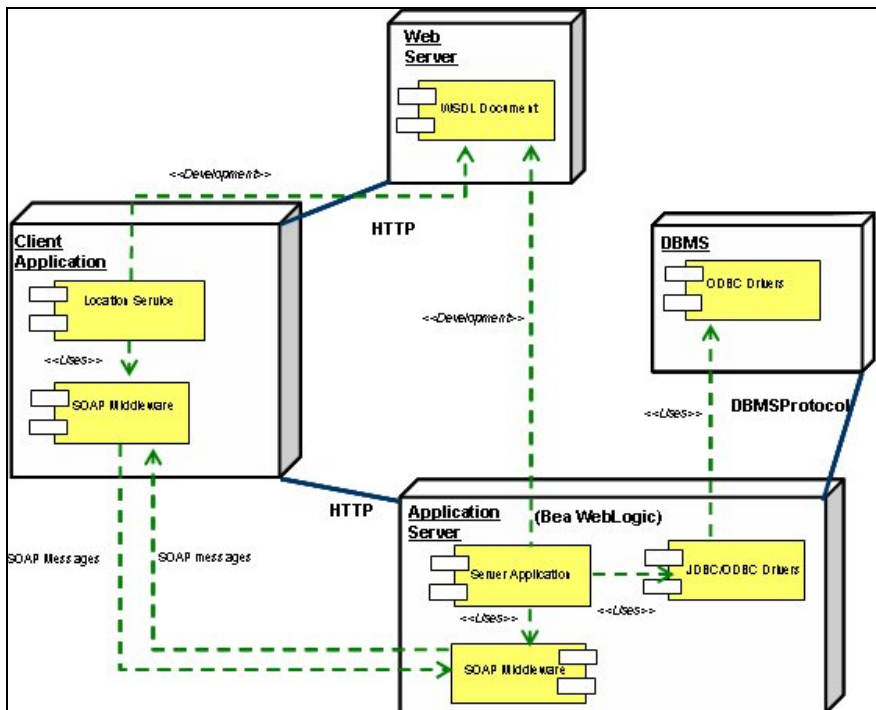 Web
Server
WSDL Document
<<Development>>
HTTP
Client
Application
Location Service
<<Uses>>
SOAP Middleware
DBMS
ODBC Drivers
<<Development>>
<<Uses>>
DBMSProtocol
HTTP
Application
Server
(Bea WebLogic)
SOAP Messages
SOAP messages
Server Application
JDBC/ODBC Drivers
<<Uses>>
<<Uses>>
SOAP Middleware